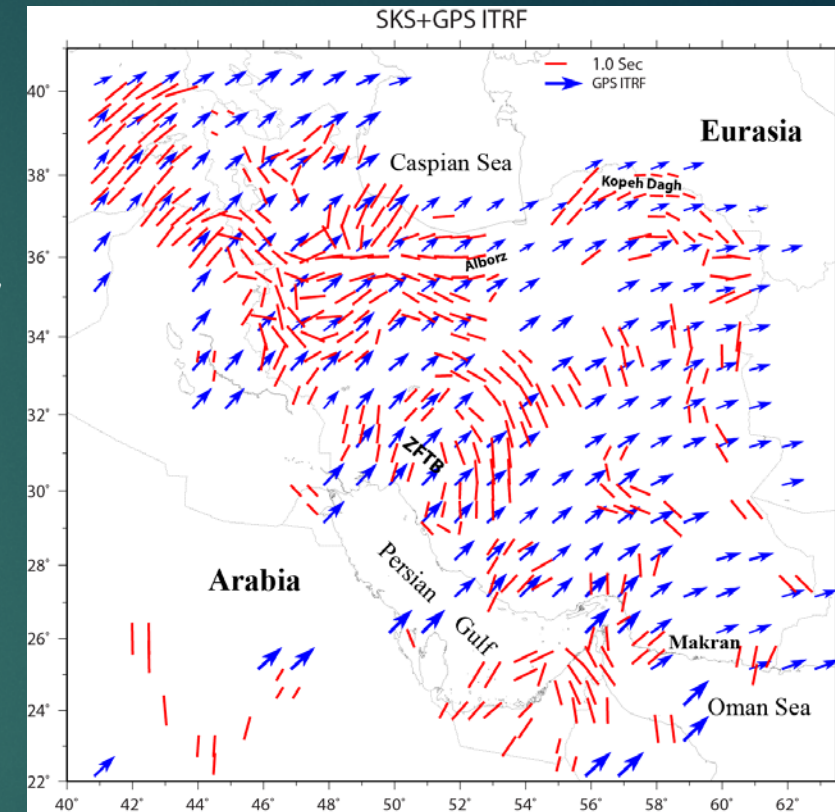 SKS+GPS ITRF
1.0 Sec
GPS ITRF
Eurasia
Caspian Sea
Kopeh Dagh
Alborz
ZFTB
Persian
Gulf
Arabia
Makran
Oman Sea
40˚
38˚
36˚
34˚
32˚
30˚
28˚
26˚
24˚
22˚
40˚ 42˚ 44˚ 46˚ 48˚ 50˚ 52˚ 54˚ 56˚ 58˚ 60˚ 62˚